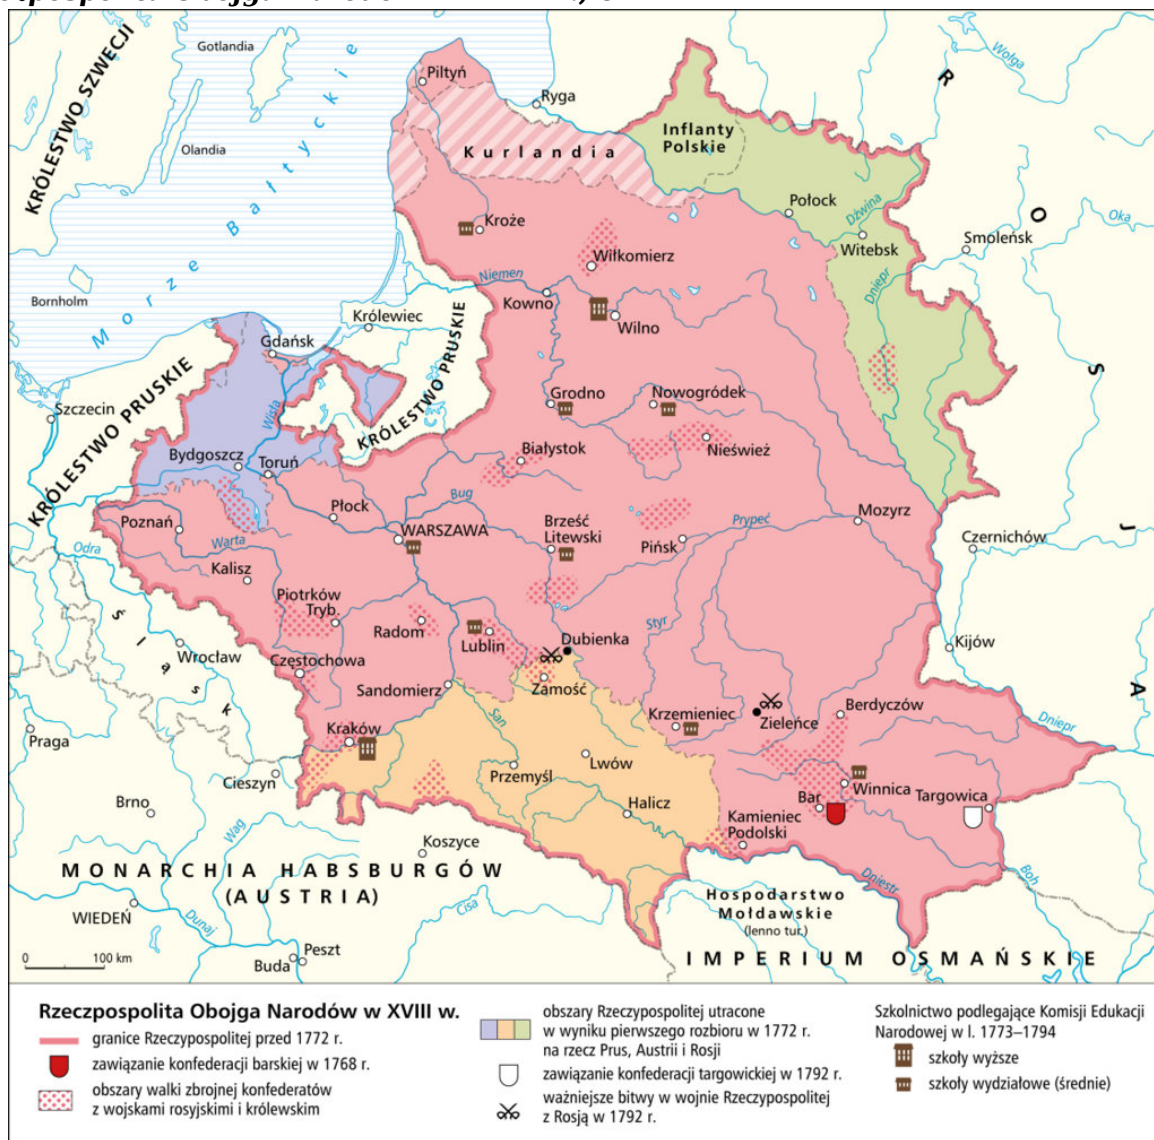 KRÓLESTWO SZWECJI
Gotlandia
Olandia
Bornholm
Morze Bałtyckie
Piltyń
Ryga
Kurlandia
Inflanty
Polskie
Wołga
R O S J A
Połock
Dźwina
Witebsk
Smoleńsk
Oka
Dniepr
Kroże
Wiłkomierz
Niemen
Kowno
Wilno
Królewiec
Gdańsk
KRÓLESTWO PRUSKIE
Szczecin
KRÓLESTWO PRUSKIE
Wisła
Grodno
Nowogródek
Białystok
Nieśwież
Bydgoszcz
Toruń
Płock
Bug
Poznań
Warta
WARSZAWA
Brześć
Litewski
Pińsk
Prypeć
Mozyrz
Czernichów
Odra
Kalisz
Piotrków
Tryb.
Radom
Lublin
Dubienka
Styr
Kijów
Śląsk
Wrocław
Częstochowa
Sandomierz
Zamość
Krzemieniec
Zieleńce
Berdyczów
Dniepr
Praga
Kraków
San
Cieszyn
Przemyśl
Lwów
Winnica
Bar
Targowica
Brno
Wag
Halicz
Kamieniec
Podolski
Koszyce
MONARCHIA HABSBURGÓW
(AUSTRIA)
Cisa
Dniestr
Boh
Hospodarstwo
Mołdawskie
(lenno tur.)
WIEDEŃ
Dunaj
Peszt
Buda
IMPERIUM OSMAŃSKIE
0 100 km
Rzeczpospolita Obojga Narodów w XVIII w.
granice Rzeczypospolitej przed 1772 r.
zawiązanie konfederacji barskiej w 1768 r.
obszary walki zbrojnej konfederatów
z wojskami rosyjskimi i królewskim
obszary Rzeczypospolitej utracone
w wyniku pierwszego rozbioru w 1772 r.
na rzecz Prus, Austrii i Rosji
zawiązanie konfederacji targowickiej w 1792 r.
ważniejsze bitwy w wojnie Rzeczypospolitej
z Rosją w 1792 r.
Szkolnictwo podlegające Komisji Edukacji
Narodowej w l. 1773–1794
szkoły wyższe
szkoły wydziałowe (średnie)